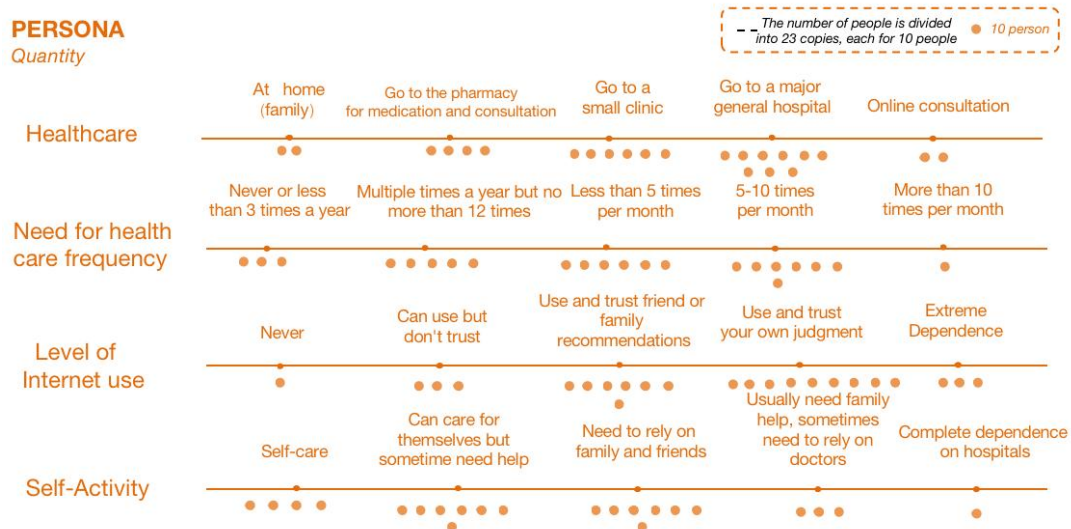 PERSONA
Quantity
The number of people is divided
into 23 copies, each for 10 people
10 person
Healthcare
At home
(family)
Go to the pharmacy
for medication and consultation
Go to a
small clinic
Go to a major
general hospital
Online consultation
Need for health
care frequency
Never or less
than 3 times a year
Multiple times a year but no
more than 12 times
Less than 5 times
per month
5-10 times
per month
More than 10
times per month
Level of
Internet use
Never
Can use but
don't trust
Use and trust friend or
family
recommendations
Use and trust
your own judgment
Extreme
Dependence
Self-Activity
Self-care
Can care for
themselves but
sometime need help
Need to rely on
family and friends
Usually need family
help, sometimes
need to rely on
doctors
Complete dependence
on hospitals